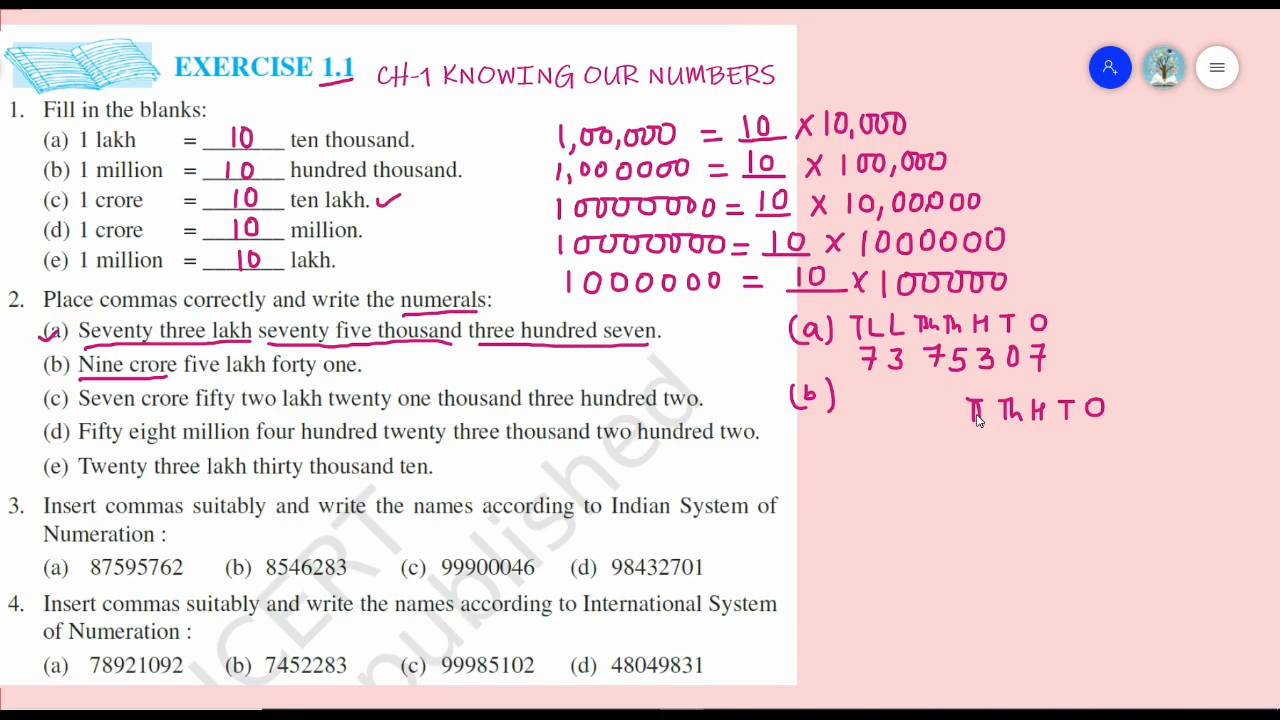 EXERCISE 1.1 CH-1 KNOWING OUR NUMBERS
1. Fill in the blanks:
(a) 1 lakh = 10 ten thousand.
(b) 1 million = 10 hundred thousand.
(c) 1 crore = 10 ten lakh.
(d) 1 crore = 10 million.
(e) 1 million = 10 lakh.
1,00,000 = 10 × 10,000
1,000000 = 10 × 100,000
10000000 = 10 × 10,00,000
10000000 = 10 × 1000000
1000000 = 10 × 100000
2. Place commas correctly and write the numerals:
(a) Seventy three lakh seventy five thousand three hundred seven.
(b) Nine crore five lakh forty one.
(c) Seven crore fifty two lakh twenty one thousand three hundred two.
(d) Fifty eight million four hundred twenty three thousand two hundred two.
(e) Twenty three lakh thirty thousand ten.
(a) TL L TTh Th H T O
73 75307
(b)
T Th H T O
3. Insert commas suitably and write the names according to Indian System of
Numeration :
(a) 87595762 (b) 8546283 (c) 99900046 (d) 98432701
4. Insert commas suitably and write the names according to International System
of Numeration :
(a) 78921092 (b) 7452283 (c) 99985102 (d) 48049831
published